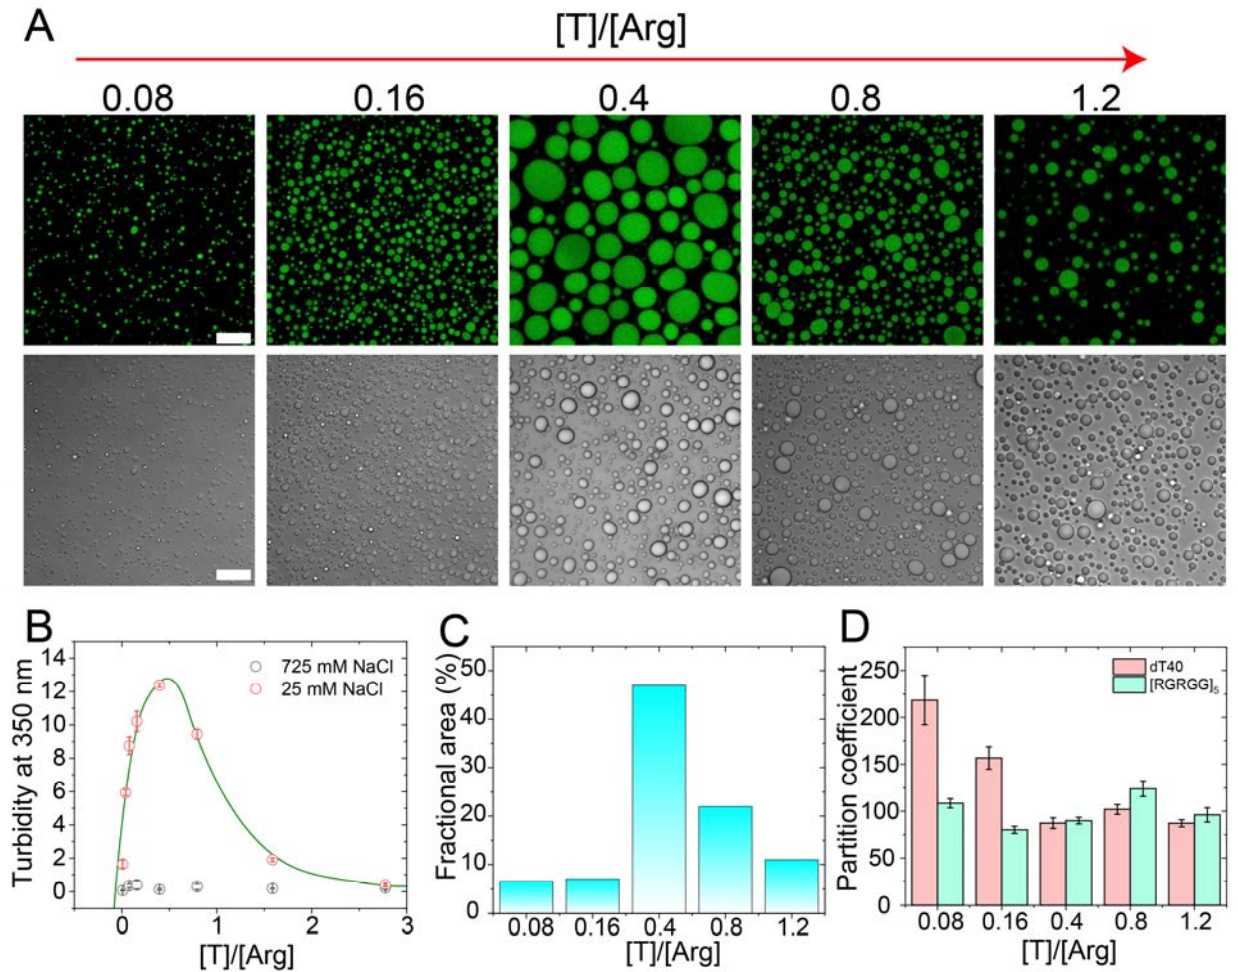 A
[T]/[Arg]
0.08 0.16 0.4 0.8 1.2
B
Turbidity at 350 nm
14
12
10
8
6
4
2
0
725 mM NaCl
25 mM NaCl
0 1 2 3
[T]/[Arg]
C
Fractional area (%)
50
40
30
20
10
0
0.08 0.16 0.4 0.8 1.2
[T]/[Arg]
D
Partition coefficient
250
200
150
100
50
0
dT40
[RGRGG]₅
0.08 0.16 0.4 0.8 1.2
[T]/[Arg]